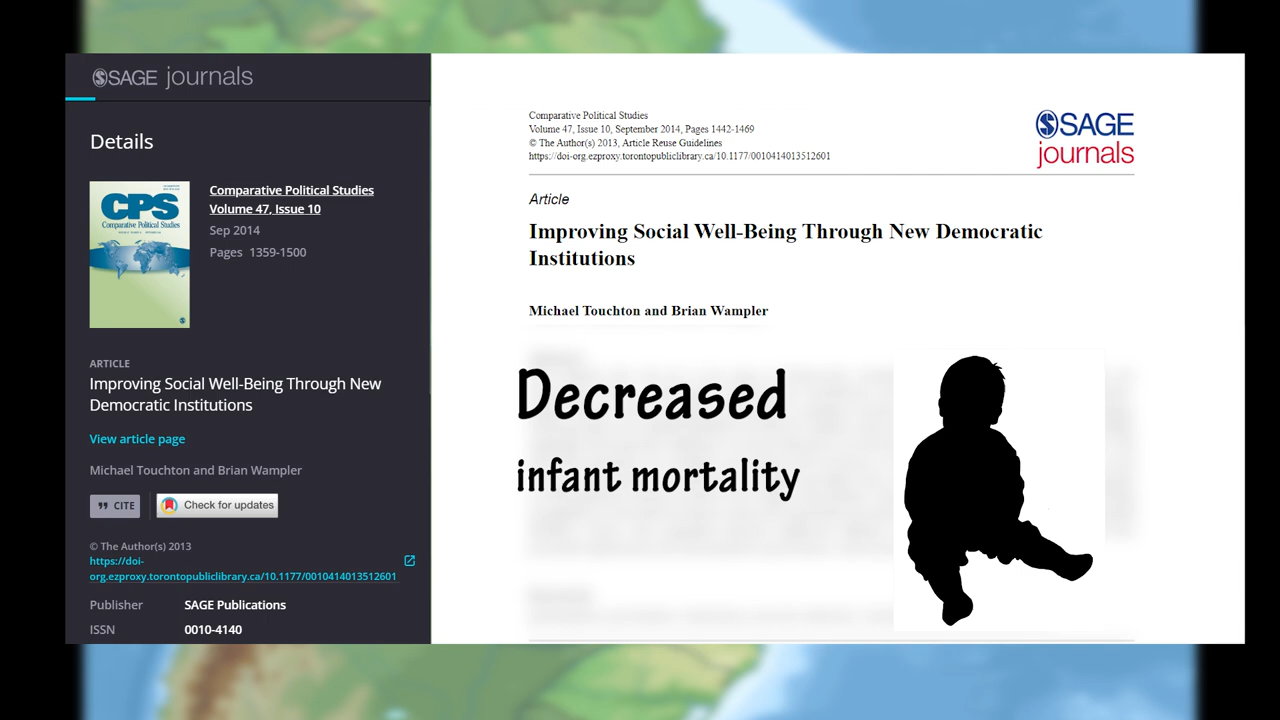 SAGE journals
Details
CPS
Comparative Political Studies
Comparative Political Studies
Volume 47, Issue 10
Sep 2014
Pages 1359-1500
ARTICLE
Improving Social Well-Being Through New
Democratic Institutions
View article page
Michael Touchton and Brian Wampler
CITE
Check for updates
© The Author(s) 2013
https://doi-
org.ezproxy.torontopubliclibrary.ca/10.1177/0010414013512601
Publisher SAGE Publications
ISSN 0010-4140
Comparative Political Studies
Volume 47, Issue 10, September 2014, Pages 1442-1469
© The Author(s) 2013, Article Reuse Guidelines
https://doi-org.ezproxy.torontopubliclibrary.ca/10.1177/0010414013512601
SAGE
journals
Article
Improving Social Well-Being Through New Democratic
Institutions
Michael Touchton and Brian Wampler
Decreased
infant mortality